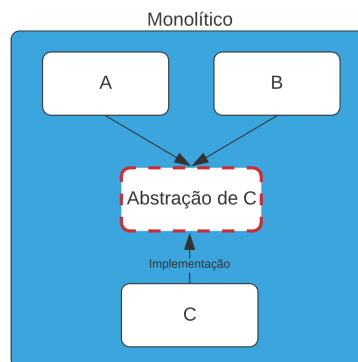 Monolítico
A
B
Abstração de C
Implementação
C